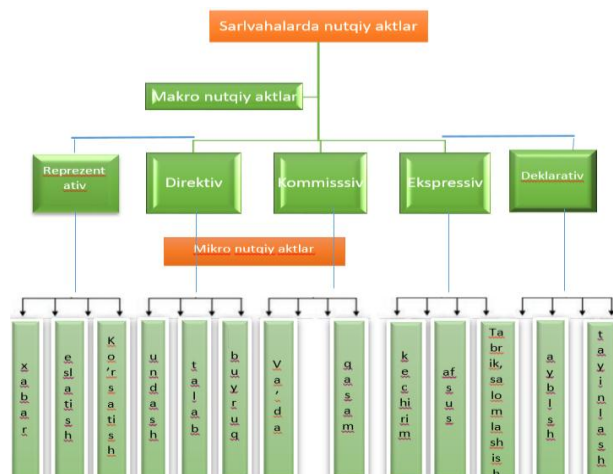 Sarlvahalarda nutqiy aktlar
Makro nutqiy aktlar
Reprezent
ativ
Direktiv
Kommisssiv
Ekspressiv
Deklarativ
Mikro nutqiy aktlar
xabar
eslatish
Ko'rsatish
undash
talab
buyruq
Va'da
qasam
kechirim
afsus
Tabrik,salomlashish
ayblsh
tayinlash